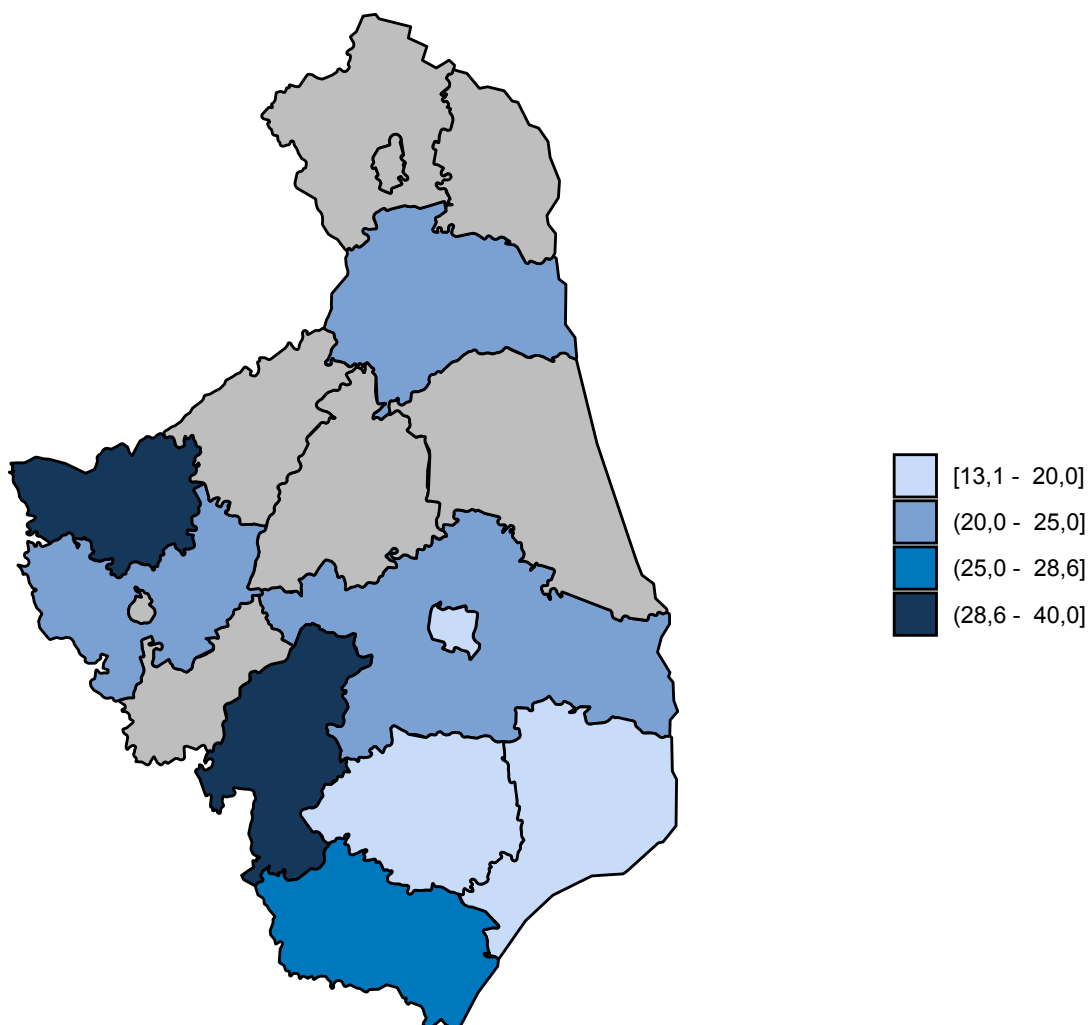 [13,1 - 20,0]
(20,0 - 25,0]
(25,0 - 28,6]
(28,6 - 40,0]